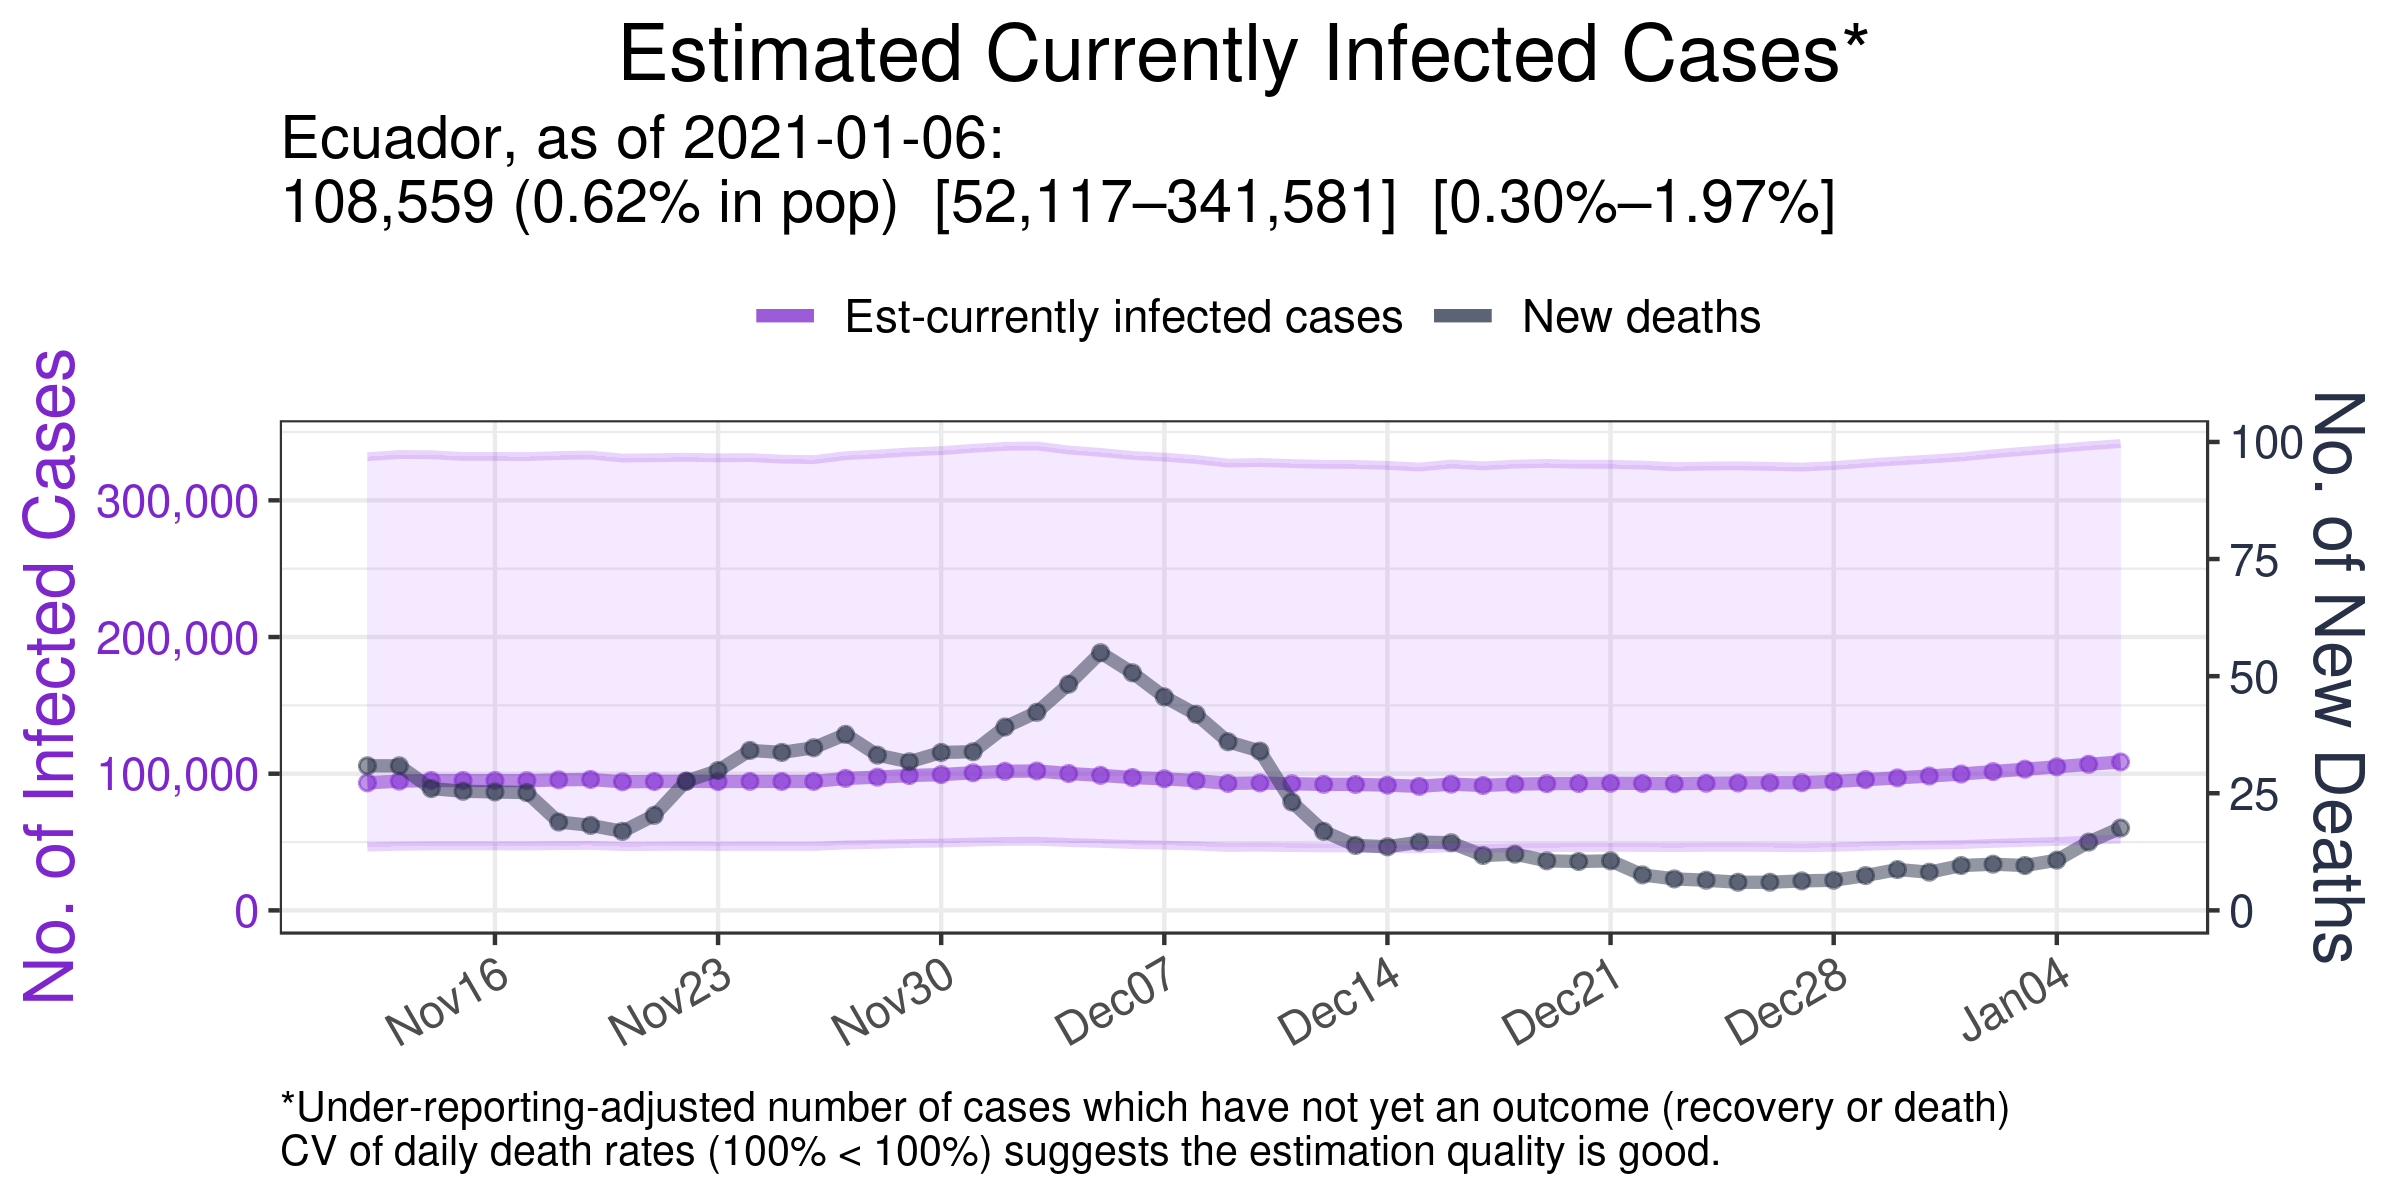 Estimated Currently Infected Cases*
Ecuador, as of 2021-01-06:
108,559 (0.62% in pop)  [52,117–341,581]  [0.30%–1.97%]
Est-currently infected cases
New deaths
No. of Infected Cases
300,000
200,000
100,000
0
100
75
50
25
0
No. of New Deaths
Nov16
Nov23
Nov30
Dec07
Dec14
Dec21
Dec28
Jan04
*Under-reporting-adjusted number of cases which have not yet an outcome (recovery or death)
CV of daily death rates (100% < 100%) suggests the estimation quality is good.